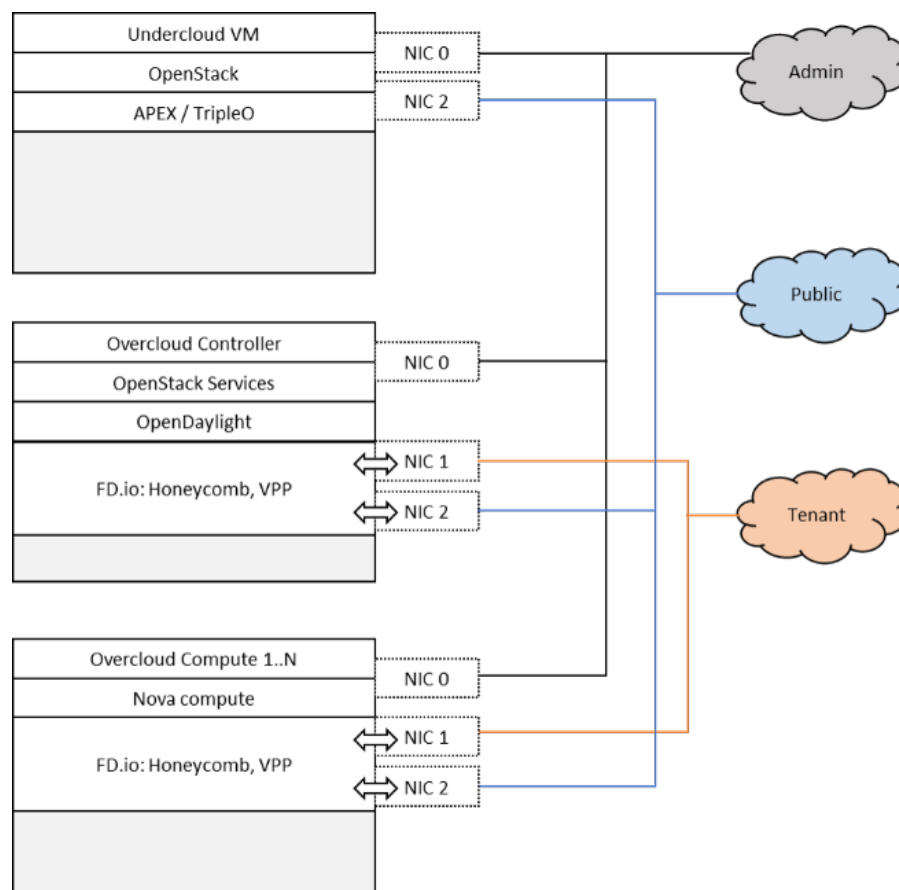 Undercloud VM
NIC 0
OpenStack
NIC 2
APEX / TripleO
Admin
Public
Overcloud Controller
NIC 0
OpenStack Services
OpenDaylight
NIC 1
FD.io: Honeycomb, VPP
NIC 2
Tenant
Overcloud Compute 1..N
NIC 0
Nova compute
NIC 1
FD.io: Honeycomb, VPP
NIC 2